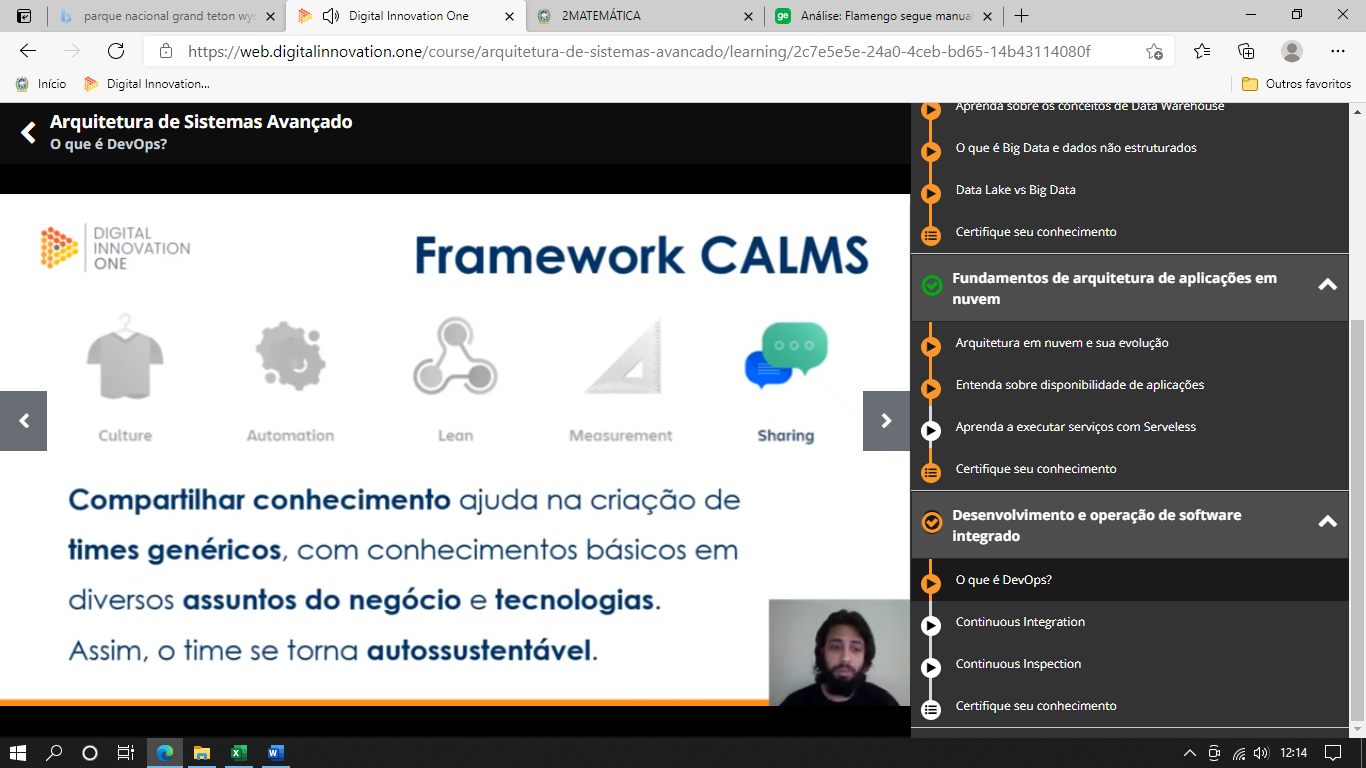 parque nacional grand teton wy
Digital Innovation One
2MATEMÁTICA
ge
Análise: Flamengo segue manual
https://web.digitalinnovation.one/course/arquitetura-de-sistemas-avancado/learning/2c7e5e5e-24a0-4ceb-bd65-14b43114080f
Início
Digital Innovation...
Outros favoritos
Arquitetura de Sistemas Avançado
O que é DevOps?
DIGITAL
INNOVATION
ONE
Framework CALMS
Culture
Automation
Lean
Measurement
Sharing
Compartilhar conhecimento ajuda na criação de
times genéricos, com conhecimentos básicos em
diversos assuntos do negócio e tecnologias.
Assim, o time se torna autossustentável.
Aprenda sobre os conceitos de Data Warehouse
O que é Big Data e dados não estruturados
Data Lake vs Big Data
Certifique seu conhecimento
Fundamentos de arquitetura de aplicações em
nuvem
Arquitetura em nuvem e sua evolução
Entenda sobre disponibilidade de aplicações
Aprenda a executar serviços com Serveless
Certifique seu conhecimento
Desenvolvimento e operação de software
integrado
O que é DevOps?
Continuous Integration
Continuous Inspection
Certifique seu conhecimento
12:14